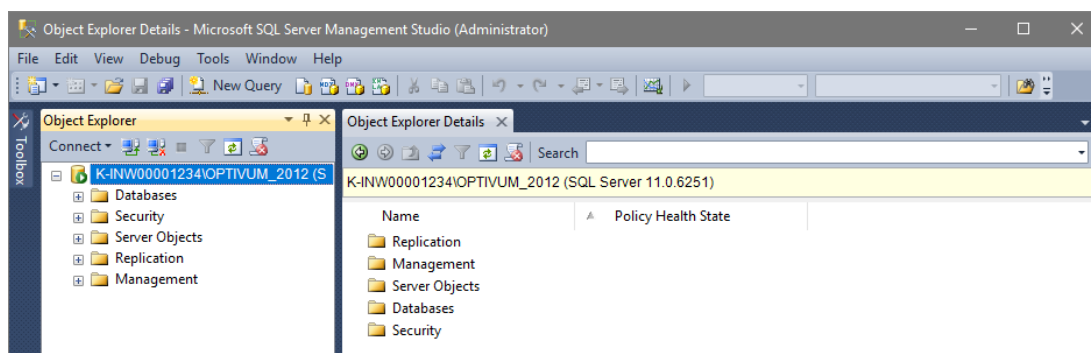 Object Explorer Details - Microsoft SQL Server Management Studio (Administrator)
File Edit View Debug Tools Window Help
New Query
Toolbox
Object Explorer
Connect
K-INW00001234\OPTIVUM_2012 (S
Databases
Security
Server Objects
Replication
Management
Object Explorer Details
Search
K-INW00001234\OPTIVUM_2012 (SQL Server 11.0.6251)
Name Policy Health State
Replication
Management
Server Objects
Databases
Security